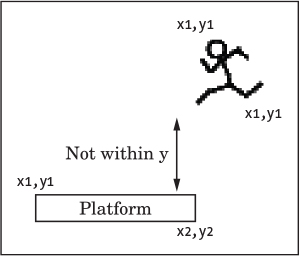 x1,y1
x1,y1
Not within y
x1,y1
Platform
x2,y2